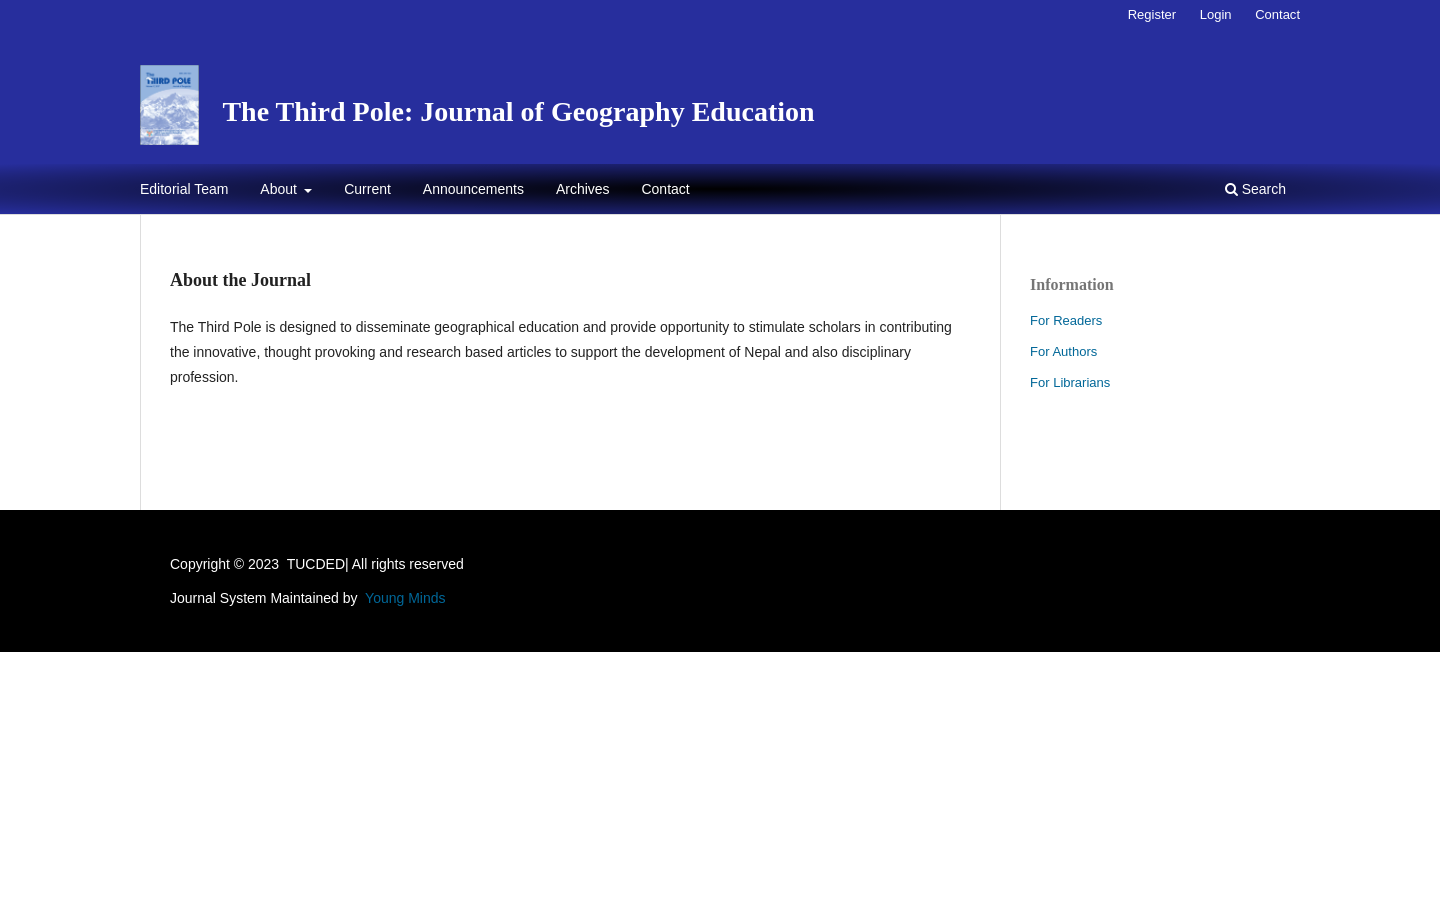 Register Login Contact
THIRD POLE
The Third Pole: Journal of Geography Education
Editorial Team About Current Announcements Archives Contact Search
About the Journal
The Third Pole is designed to disseminate geographical education and provide opportunity to stimulate scholars in contributing
the innovative, thought provoking and research based articles to support the development of Nepal and also disciplinary
profession.
Information
For Readers
For Authors
For Librarians
Copyright © 2023  TUCDED| All rights reserved
Journal System Maintained by  Young Minds